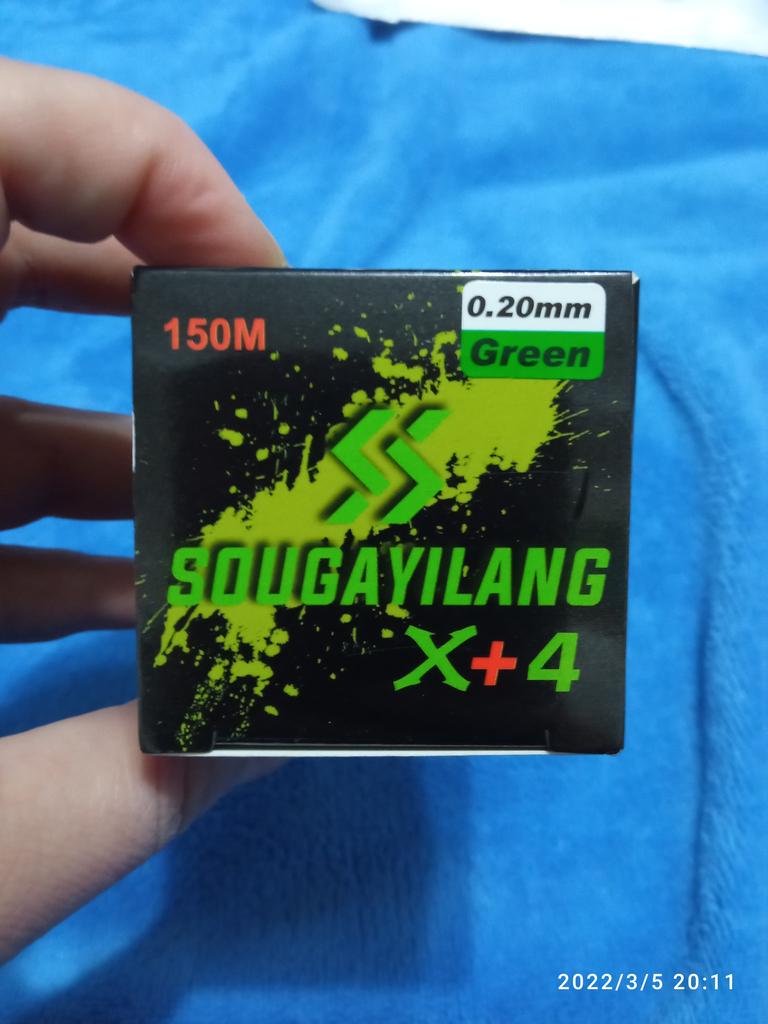 150M
0.20mm
Green
SOUGAYILANG
X+4
2022/3/5 20:11